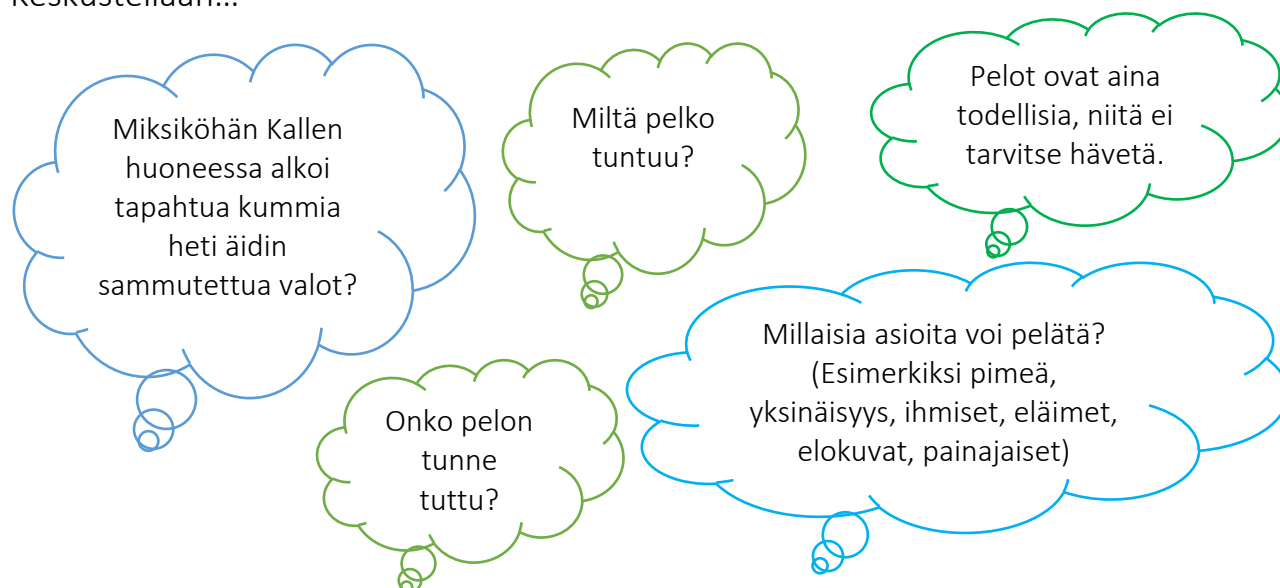 Keskustellaan...
Miksiköhän Kallen
huoneessa alkoi
tapahtua kummia
heti äidin
sammutettua valot?
Miltä pelko
tuntuu?
Pelot ovat aina
todellisia, niitä ei
tarvitse hävetä.
Onko pelon
tunne
tuttu?
Millaisia asioita voi pelätä?
(Esimerkiksi pimeä,
yksinäisyys, ihmiset, eläimet,
elokuvat, painajaiset)